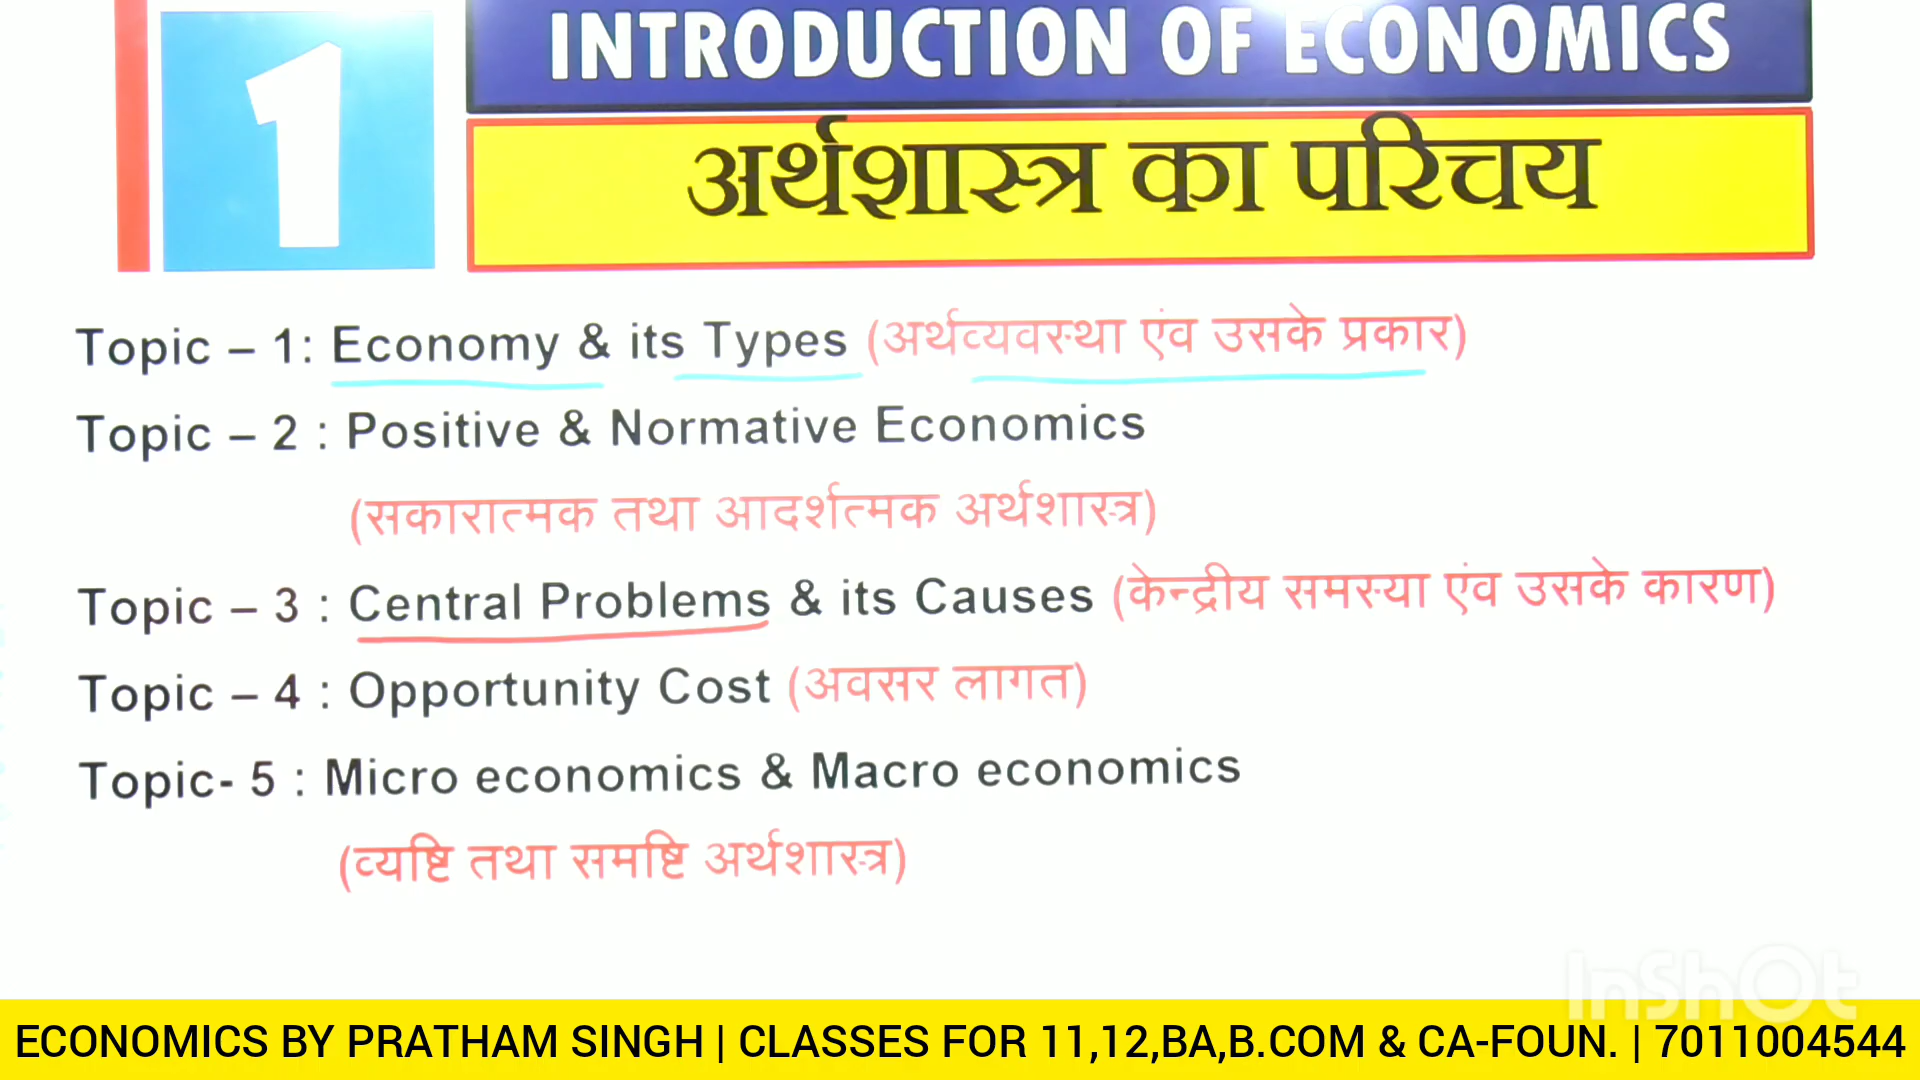 1
INTRODUCTION OF ECONOMICS
अर्थशास्त्र का परिचय
Topic – 1: Economy & its Types (अर्थव्यवस्था एंव उसके प्रकार)
Topic – 2 : Positive & Normative Economics
(सकारात्मक तथा आदर्शत्मक अर्थशास्त्र)
Topic – 3 : Central Problems & its Causes (केन्द्रीय समस्या एंव उसके कारण)
Topic – 4 : Opportunity Cost (अवसर लागत)
Topic- 5 : Micro economics & Macro economics
(व्यष्टि तथा समष्टि अर्थशास्त्र)
InShOt
ECONOMICS BY PRATHAM SINGH | CLASSES FOR 11,12,BA,B.COM & CA-FOUN. | 7011004544